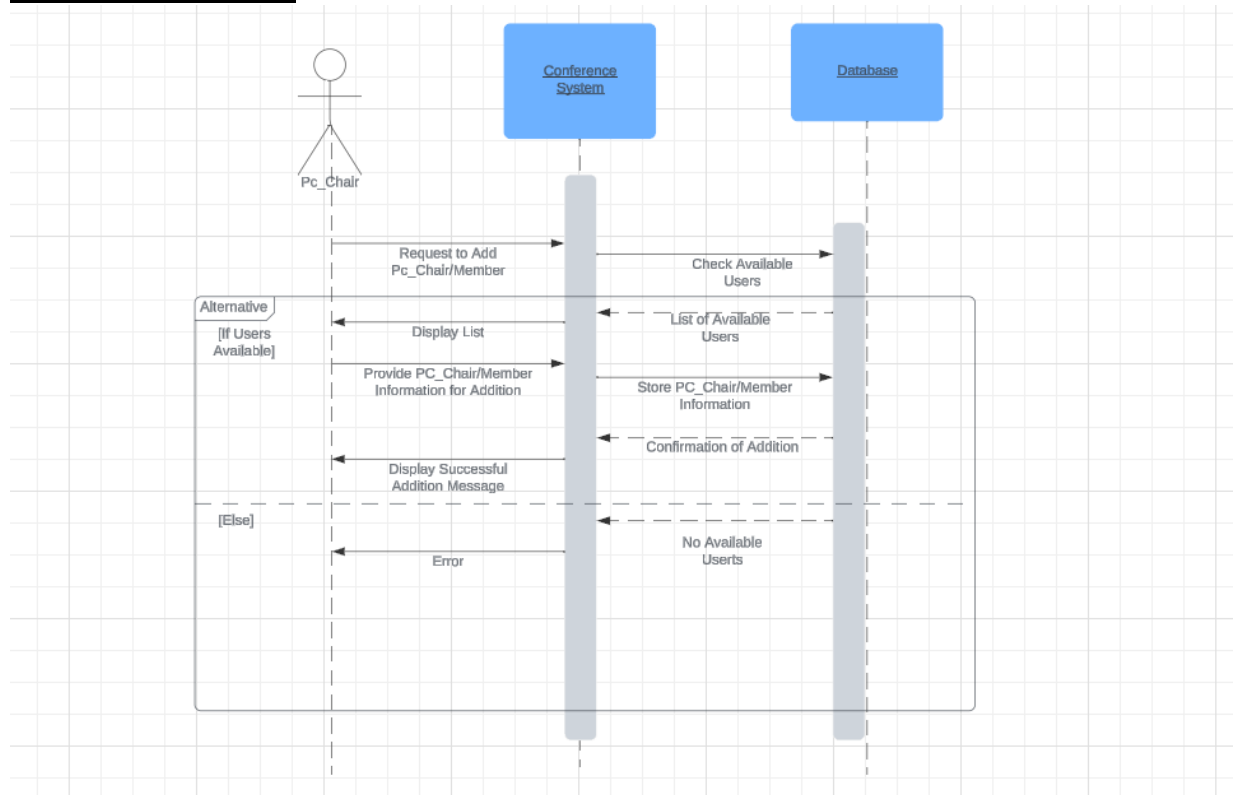 Conference
System
Database
Pc_Chair
Request to Add
Pc_Chair/Member
Check Available
Users
Alternative
[If Users
Available]
List of Available
Users
Display List
Provide PC_Chair/Member
Information for Addition
Store PC_Chair/Member
Information
Confirmation of Addition
Display Successful
Addition Message
[Else]
No Available
Userts
Error